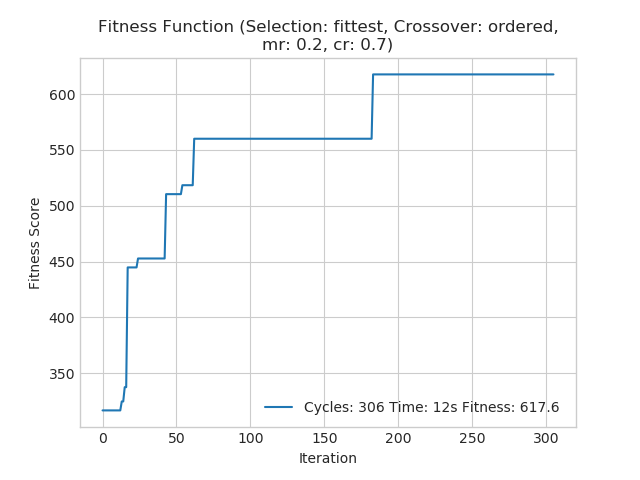 Fitness Function (Selection: fittest, Crossover: ordered,
mr: 0.2, cr: 0.7)
Fitness Score
600
550
500
450
400
350
Cycles: 306 Time: 12s Fitness: 617.6
0 50 100 150 200 250 300
Iteration